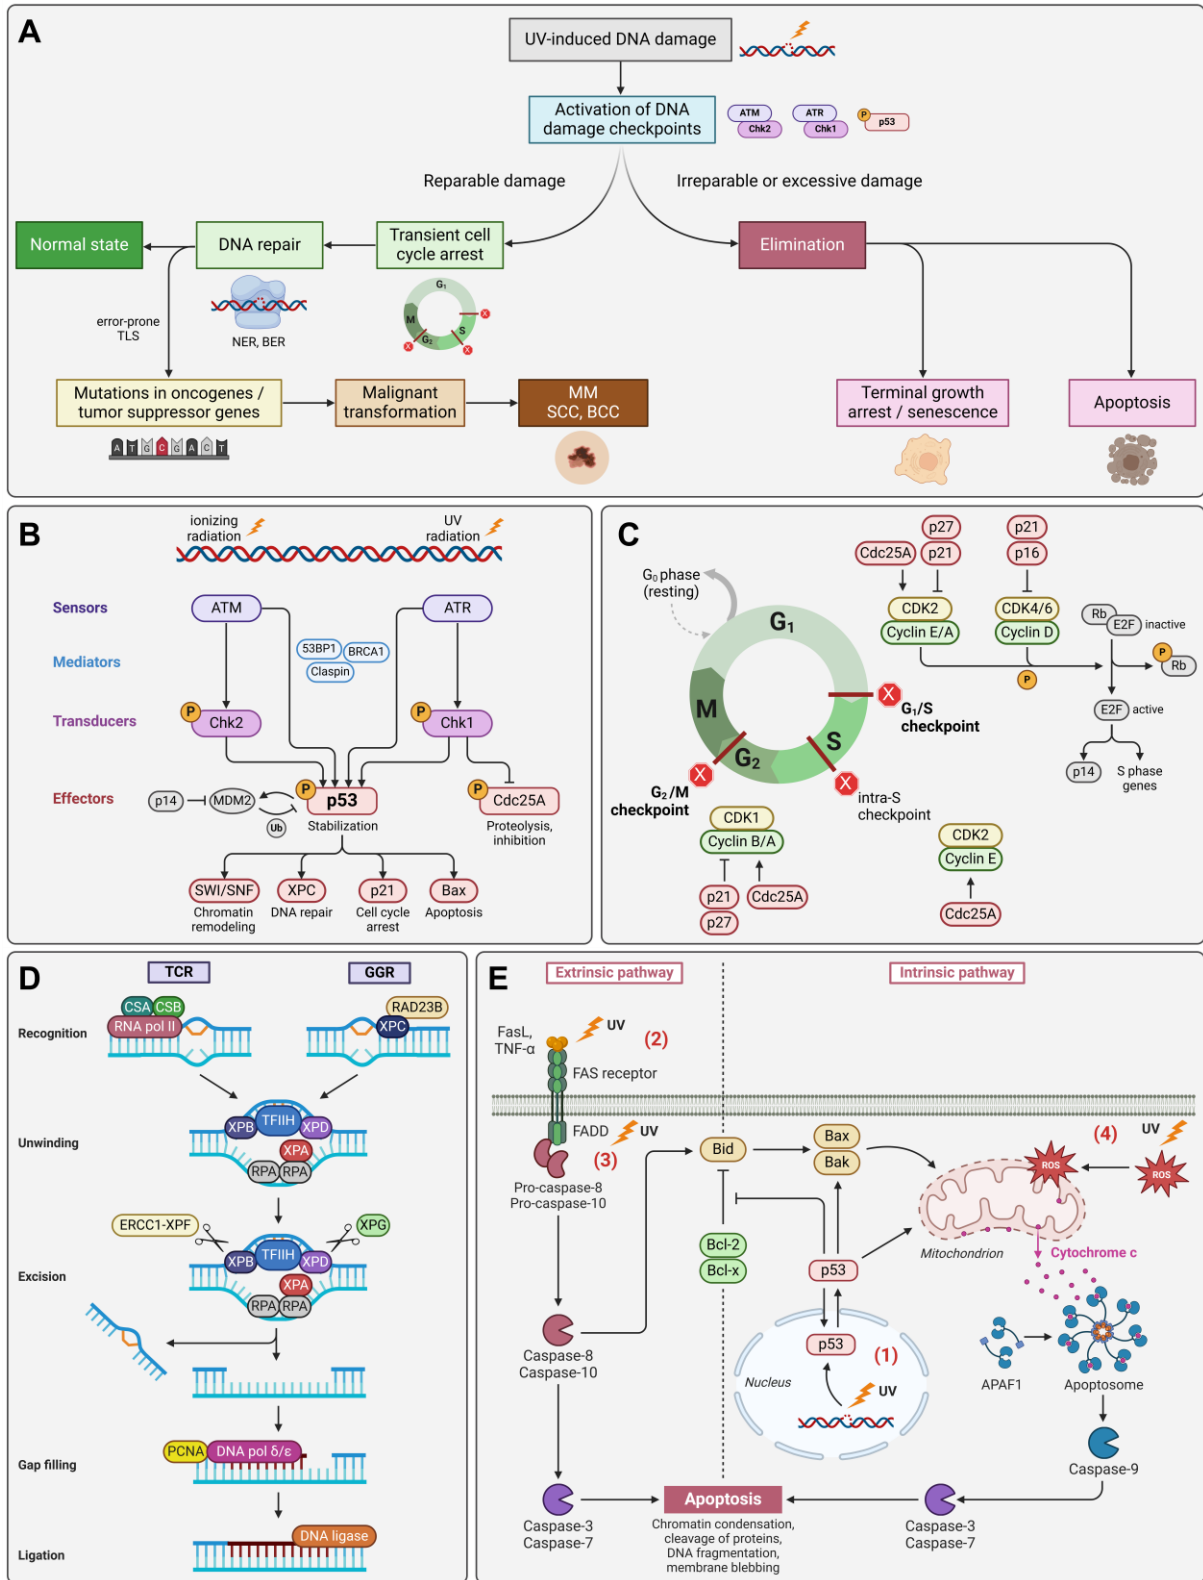 A
UV-induced DNA damage
Activation of DNA
damage checkpoints
ATM
Chk2
ATR
Chk1
P
p53
Reparable damage
Irreparable or excessive damage
Normal state
DNA repair
Transient cell
cycle arrest
Elimination
error-prone
TLS
NER, BER
G₁
M
G₂
S
X
X
X
Mutations in oncogenes /
tumor suppressor genes
Malignant
transformation
MM
SCC, BCC
Terminal growth
arrest / senescence
Apoptosis
A T G C G A C T
B
ionizing
radiation
UV
radiation
Sensors
ATM
ATR
Mediators
53BP1
BRCA1
Claspin
Transducers
P
Chk2
P
Chk1
Effectors
p14
MDM2
Ub
P
p53
Stabilization
P
Cdc25A
Proteolysis,
inhibition
SWI/SNF
Chromatin
remodeling
XPC
DNA repair
p21
Cell cycle
arrest
Bax
Apoptosis
C
G₀ phase
(resting)
G₁
S
G₂
M
X
G₁/S
checkpoint
X
intra-S
checkpoint
X
G₂/M
checkpoint
Cdc25A
p27
p21
CDK2
Cyclin E/A
p21
p16
CDK4/6
Cyclin D
P
Rb
E2F
inactive
P
Rb
E2F
active
p14
S phase
genes
CDK1
Cyclin B/A
p21
p27
Cdc25A
CDK2
Cyclin E
Cdc25A
D
TCR
GGR
Recognition
CSA
CSB
RNA pol II
RAD23B
XPC
Unwinding
XPB
TFIIH
XPD
XPA
RPA
RPA
Excision
ERCC1-XPF
XPG
XPB
TFIIH
XPD
XPA
RPA
RPA
Gap filling
PCNA
DNA pol δ/ε
Ligation
DNA ligase
E
Extrinsic pathway
Intrinsic pathway
FasL,
TNF-α
UV
(2)
FAS receptor
FADD
UV
(3)
Pro-caspase-8
Pro-caspase-10
Bid
Bax
Bak
Bcl-2
Bcl-x
p53
p53
(1)
Nucleus
UV
(4)
UV
ROS
ROS
Mitochondrion
Cytochrome c
APAF1
Apoptosome
Caspase-8
Caspase-10
Caspase-9
Caspase-3
Caspase-7
Apoptosis
Chromatin condensation,
cleavage of proteins,
DNA fragmentation,
membrane blebbing
Caspase-3
Caspase-7